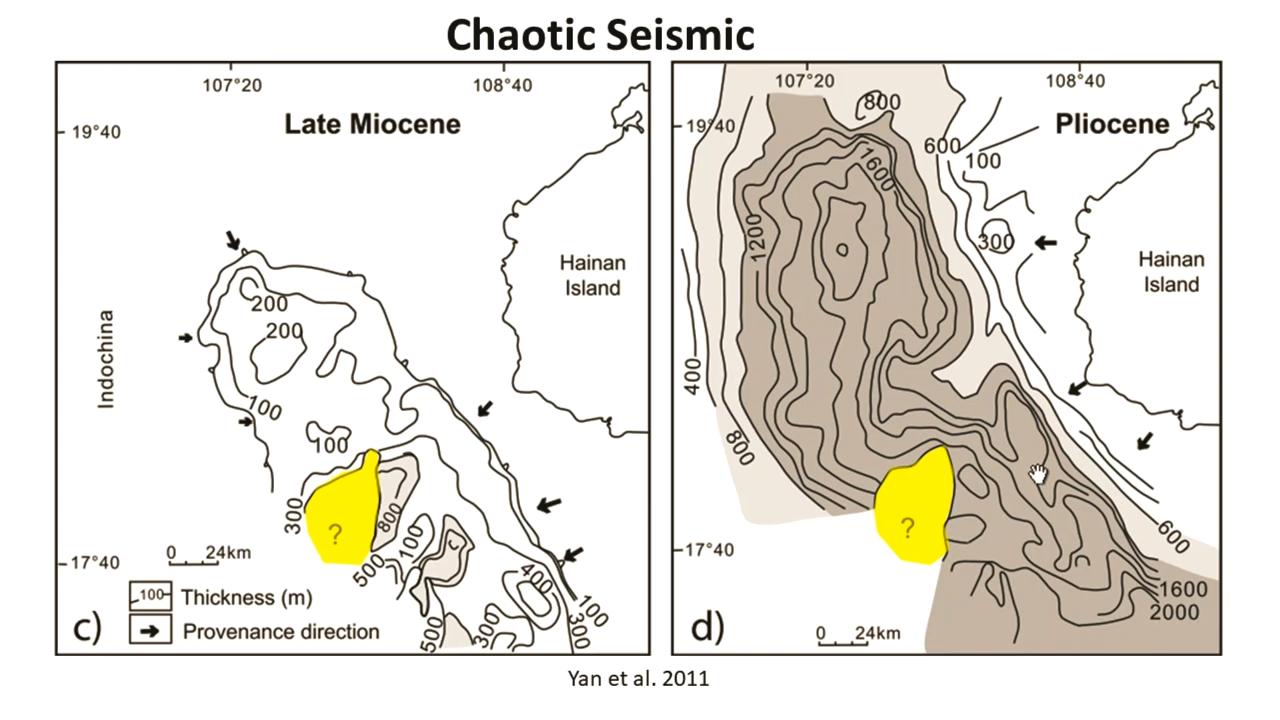 Chaotic Seismic
107°20
108°40
Late Miocene
19°40
Hainan
Island
Indochina
200
200
100
100
300
?
800
100
500
17°40
0 24km
400
100
300
500
300
100 Thickness (m)
Provenance direction
c)
107°20
108°40
800
Pliocene
19°40
600
100
1600
1200
300
Hainan
Island
400
800
?
17°40
600
1600
2000
0 24km
d)
Yan et al. 2011